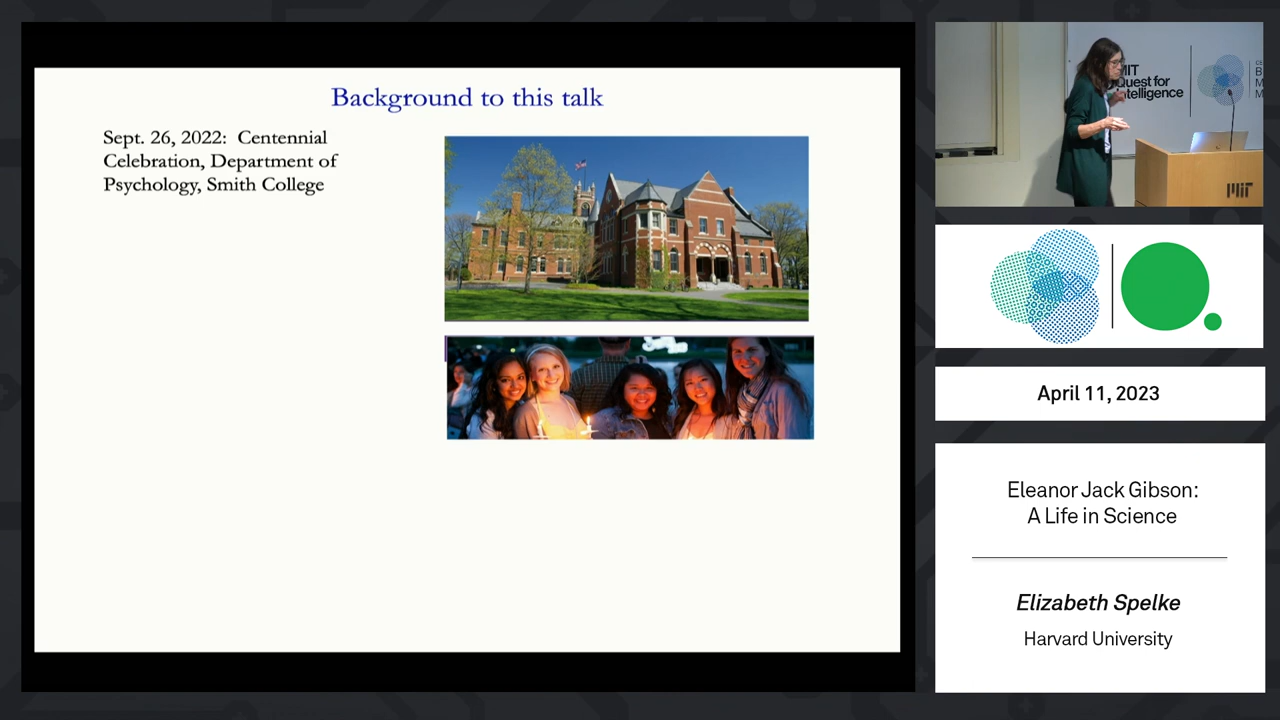 Background to this talk
Sept. 26, 2022:  Centennial
Celebration, Department of
Psychology, Smith College
MIT
Quest for
Intelligence
MIT
April 11, 2023
Eleanor Jack Gibson:
A Life in Science
Elizabeth Spelke
Harvard University